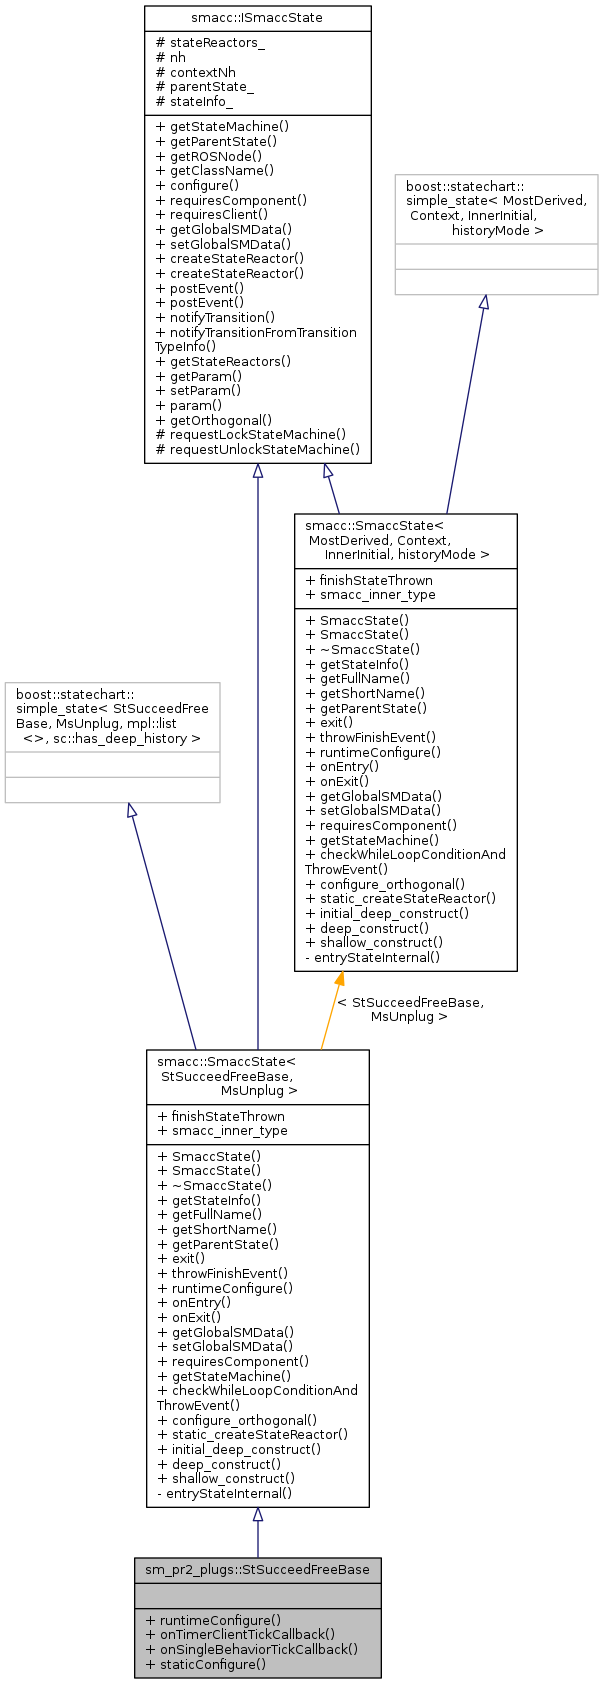 smacc::ISmaccState
# stateReactors_
# nh
# contextNh
# parentState_
# stateInfo_
+ getStateMachine()
+ getParentState()
+ getROSNode()
+ getClassName()
+ configure()
+ requiresComponent()
+ requiresClient()
+ getGlobalSMData()
+ setGlobalSMData()
+ createStateReactor()
+ createStateReactor()
+ postEvent()
+ postEvent()
+ notifyTransition()
+ notifyTransitionFromTransition
TypeInfo()
+ getStateReactors()
+ getParam()
+ setParam()
+ param()
+ getOrthogonal()
# requestLockStateMachine()
# requestUnlockStateMachine()
boost::statechart::
simple_state< MostDerived,
Context, InnerInitial,
historyMode >
smacc::SmaccState<
MostDerived, Context,
InnerInitial, historyMode >
+ finishStateThrown
+ smacc_inner_type
+ SmaccState()
+ SmaccState()
+ ~SmaccState()
+ getStateInfo()
+ getFullName()
+ getShortName()
+ getParentState()
+ exit()
+ throwFinishEvent()
+ runtimeConfigure()
+ onEntry()
+ onExit()
+ getGlobalSMData()
+ setGlobalSMData()
+ requiresComponent()
+ getStateMachine()
+ checkWhileLoopConditionAnd
ThrowEvent()
+ configure_orthogonal()
+ static_createStateReactor()
+ initial_deep_construct()
+ deep_construct()
+ shallow_construct()
- entryStateInternal()
boost::statechart::
simple_state< StSucceedFree
Base, MsUnplug, mpl::list
<>, sc::has_deep_history >
< StSucceedFreeBase,
MsUnplug >
smacc::SmaccState<
StSucceedFreeBase,
MsUnplug >
+ finishStateThrown
+ smacc_inner_type
+ SmaccState()
+ SmaccState()
+ ~SmaccState()
+ getStateInfo()
+ getFullName()
+ getShortName()
+ getParentState()
+ exit()
+ throwFinishEvent()
+ runtimeConfigure()
+ onEntry()
+ onExit()
+ getGlobalSMData()
+ setGlobalSMData()
+ requiresComponent()
+ getStateMachine()
+ checkWhileLoopConditionAnd
ThrowEvent()
+ configure_orthogonal()
+ static_createStateReactor()
+ initial_deep_construct()
+ deep_construct()
+ shallow_construct()
- entryStateInternal()
sm_pr2_plugs::StSucceedFreeBase
+ runtimeConfigure()
+ onTimerClientTickCallback()
+ onSingleBehaviorTickCallback()
+ staticConfigure()